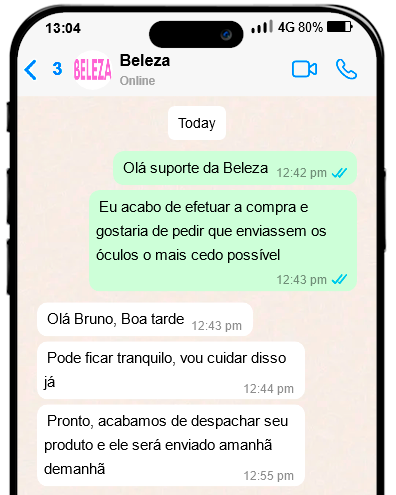 13:04
4G 80%
3
BELEZA
Beleza
Online
Today
Olá suporte da Beleza 12:42 pm
Eu acabo de efetuar a compra e
gostaria de pedir que enviassem os
óculos o mais cedo possível
12:43 pm
Olá Bruno, Boa tarde 12:43 pm
Pode ficar tranquilo, vou cuidar disso
já
12:44 pm
Pronto, acabamos de despachar seu
produto e ele será enviado amanhã
demanhã
12:55 pm